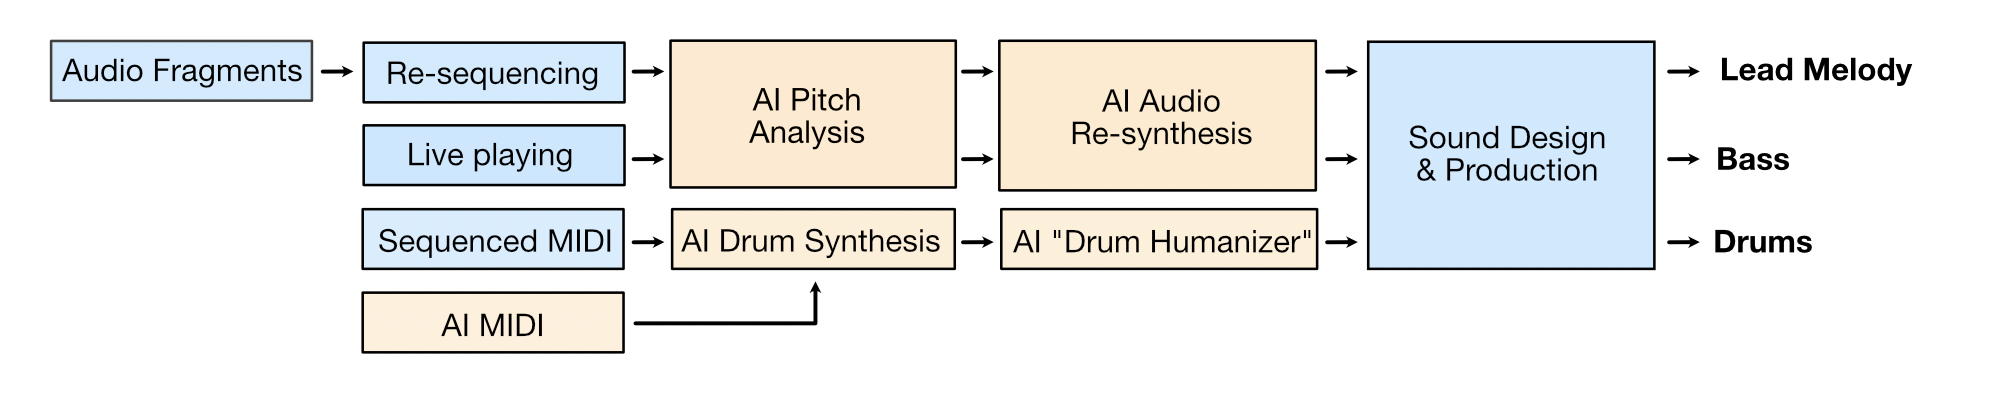 Audio Fragments
Re-sequencing
AI Pitch
Analysis
AI Audio
Re-synthesis
Sound Design
& Production
Lead Melody
Live playing
Bass
Sequenced MIDI
AI Drum Synthesis
AI "Drum Humanizer"
Drums
AI MIDI